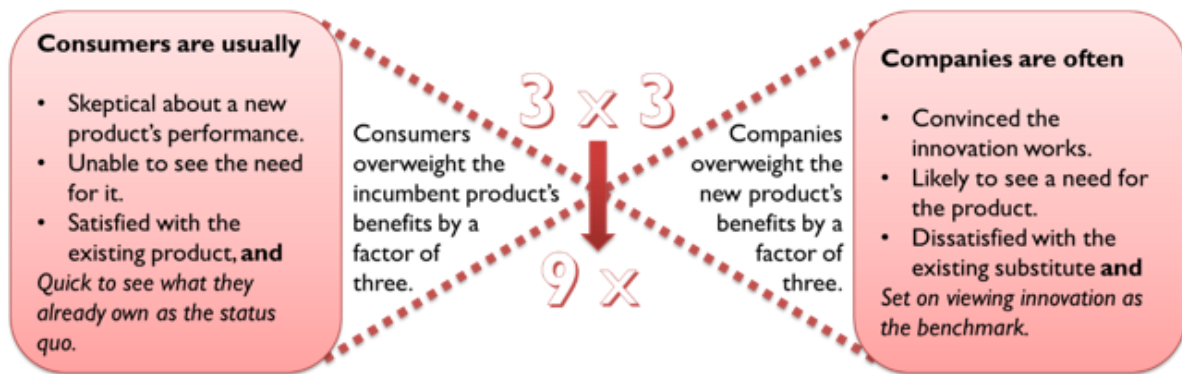 Consumers are usually
• Skeptical about a new
product's performance.
• Unable to see the need
for it.
• Satisfied with the
existing product, and
Quick to see what they
already own as the status
quo.
Consumers
overweight the
incumbent product's
benefits by a
factor of
three.
3 x 3
9 x
Companies
overweight the
new product's
benefits by a
factor of
three.
Companies are often
• Convinced the
innovation works.
• Likely to see a need for
the product.
• Dissatisfied with the
existing substitute and
Set on viewing innovation as
the benchmark.